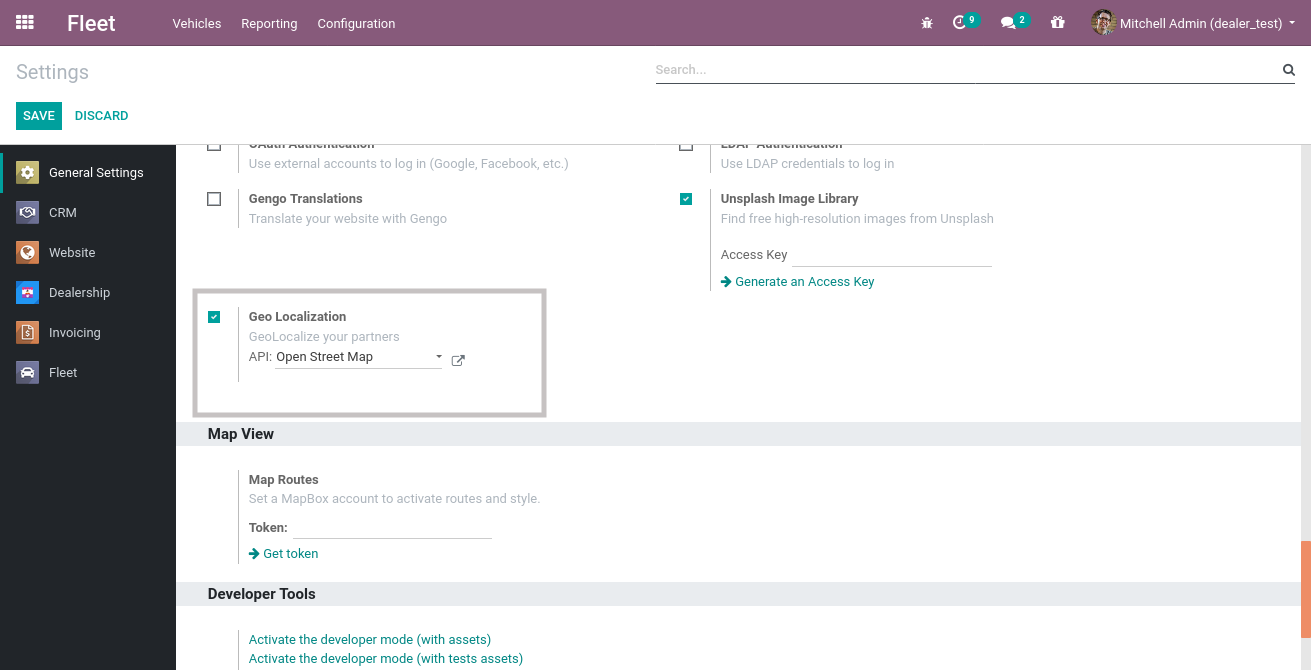 Fleet
Vehicles Reporting Configuration
9
2
Mitchell Admin (dealer_test)
Settings
Search...
SAVE DISCARD
General Settings
CRM
Website
Dealership
Invoicing
Fleet
OAuth Authentication
Use external accounts to log in (Google, Facebook, etc.)
LDAP Authentication
Use LDAP credentials to log in
Gengo Translations
Translate your website with Gengo
Unsplash Image Library
Find free high-resolution images from Unsplash
Access Key
Generate an Access Key
Geo Localization
GeoLocalize your partners
API: Open Street Map
Map View
Map Routes
Set a MapBox account to activate routes and style.
Token:
Get token
Developer Tools
Activate the developer mode (with assets)
Activate the developer mode (with tests assets)